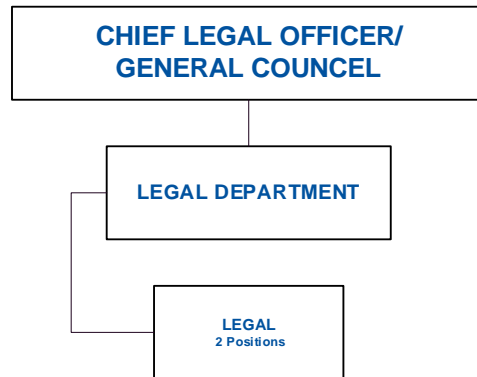 CHIEF LEGAL OFFICER/
GENERAL COUNCEL
LEGAL DEPARTMENT
LEGAL
2 Positions